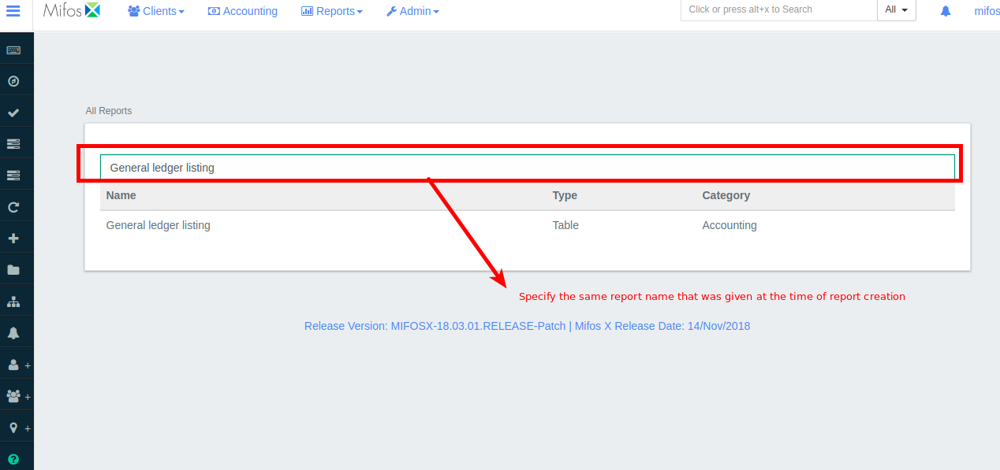 Mifos Clients Accounting Reports Admin Click or press alt+x to Search All mifos
All Reports
General ledger listing
Name Type Category
General ledger listing Table Accounting
Specify the same report name that was given at the time of report creation
Release Version: MIFOSX-18.03.01.RELEASE-Patch | Mifos X Release Date: 14/Nov/2018
+
+
+